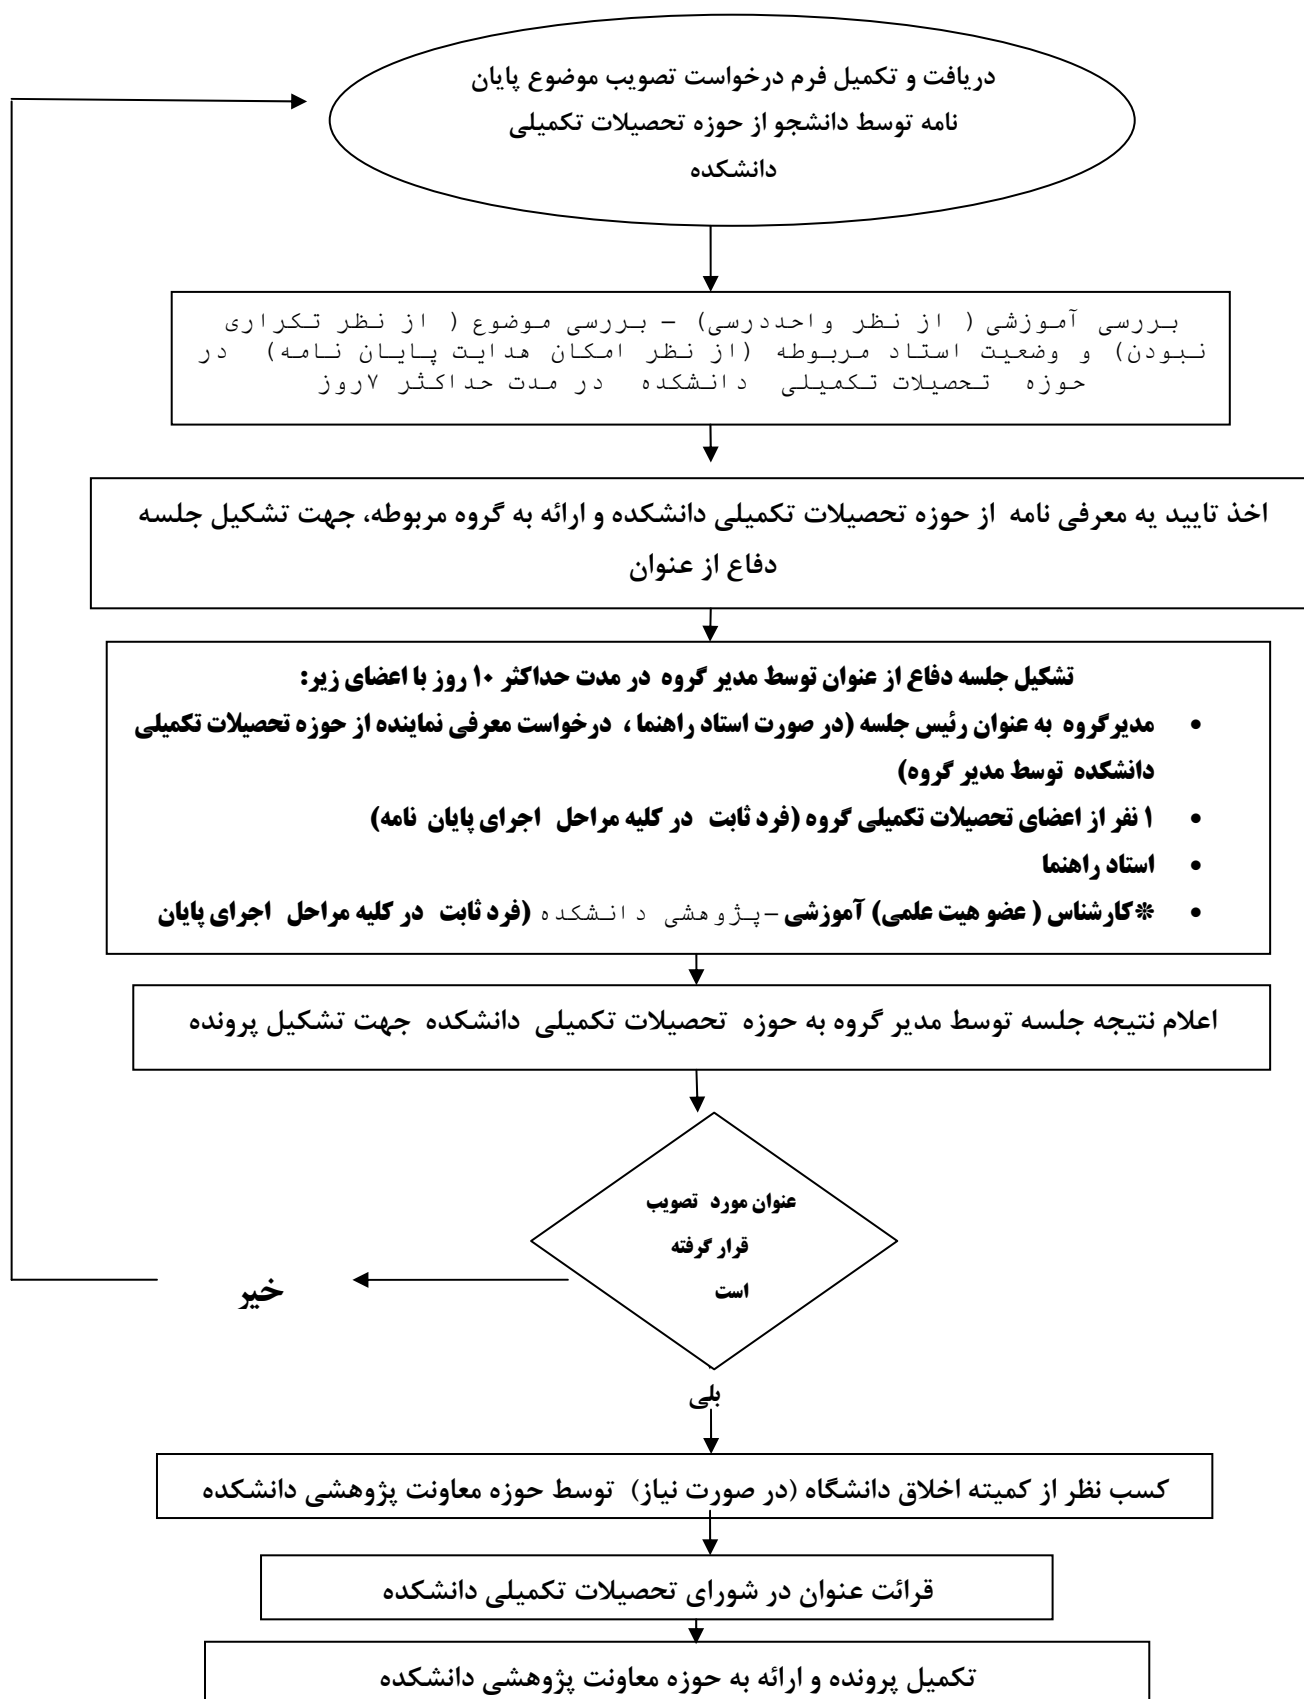 دریافت و تکمیل فرم درخواست تصویب موضوع پایان
نامه توسط دانشجو از حوزه تحصیلات تکمیلی
دانشکده
بررسی آموزشی ( از نظر واحددرسی) – بررسی موضوع ( از نظر تکراری
نبودن) و وضعیت استاد مربوطه (از نظر امکان هدایت پایان نامه) در
حوزه تحصیلات تکمیلی دانشکده در مدت حداکثر ۷روز
اخذ تایید یه معرفی نامه از حوزه تحصیلات تکمیلی دانشکده و ارائه به گروه مربوطه، جهت تشکیل جلسه
دفاع از عنوان
تشکیل جلسه دفاع از عنوان توسط مدیر گروه در مدت حداکثر ۱۰ روز با اعضای زیر:
• مدیرگروه به عنوان رئیس جلسه (در صورت استاد راهنما ، درخواست معرفی نماینده از حوزه تحصیلات تکمیلی
دانشکده توسط مدیر گروه)
• ۱ نفر از اعضای تحصیلات تکمیلی گروه (فرد ثابت در کلیه مراحل اجرای پایان نامه)
• استاد راهنما
• *کارشناس ( عضو هیت علمی) آموزشی –پژوهشی دانشکده (فرد ثابت در کلیه مراحل اجرای پایان
اعلام نتیجه جلسه توسط مدیر گروه به حوزه تحصیلات تکمیلی دانشکده جهت تشکیل پرونده
عنوان مورد تصویب
قرار گرفته
است
خیر
بلی
کسب نظر از کمیته اخلاق دانشگاه (در صورت نیاز) توسط حوزه معاونت پژوهشی دانشکده
قرائت عنوان در شورای تحصیلات تکمیلی دانشکده
تکمیل پرونده و ارائه به حوزه معاونت پژوهشی دانشکده